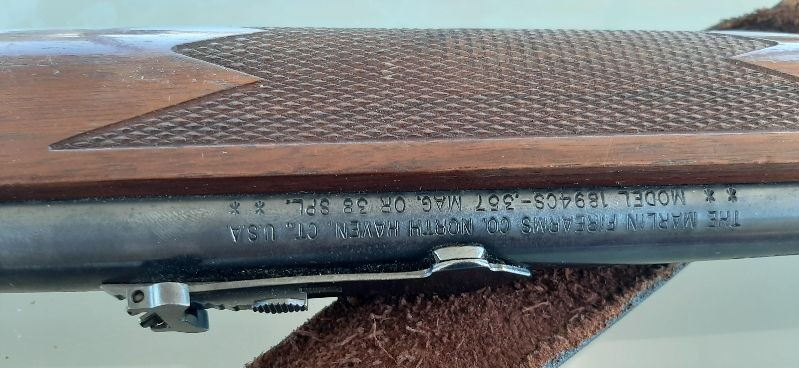 THE MARLIN FIREARMS CO. NORTH HAVEN, CT., U.S.A
* * MODEL 1894CS-.357 MAG. OR 38 SPL. * *